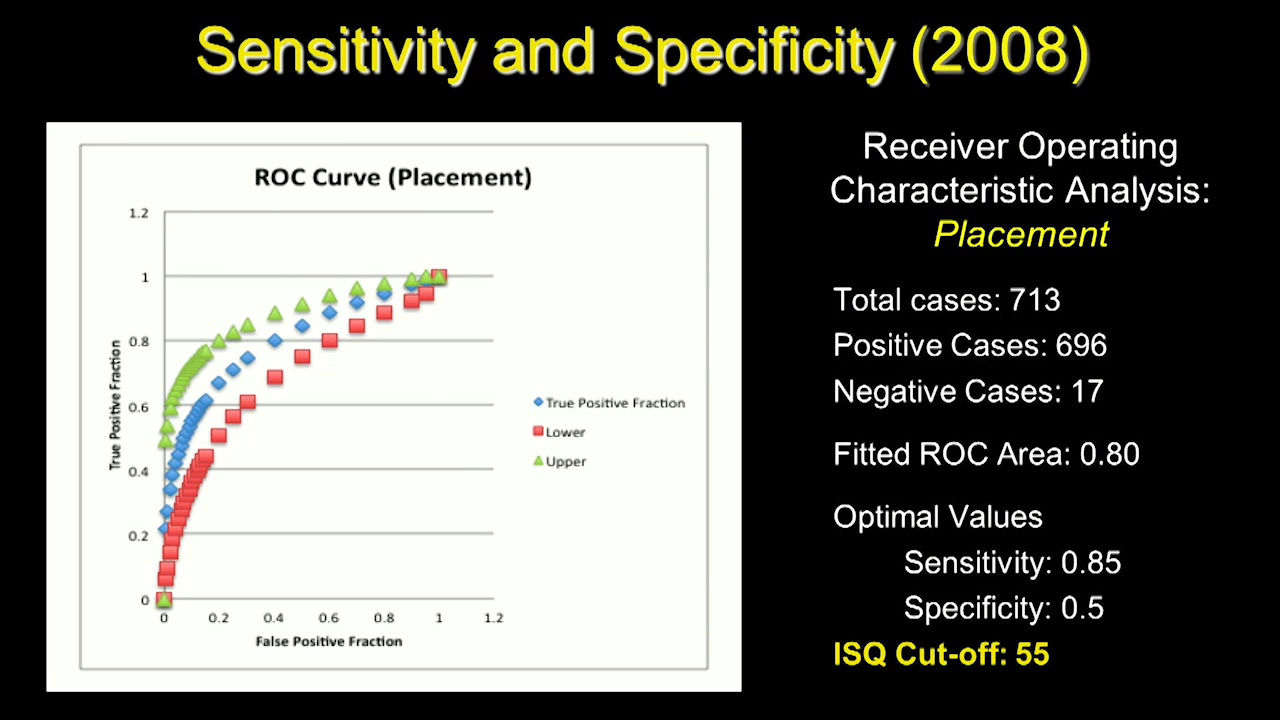 Sensitivity and Specificity (2008)
ROC Curve (Placement)
1.2
1
0.8
0.6
0.4
0.2
0
True Positive Fraction
0 0.2 0.4 0.6 0.8 1 1.2
False Positive Fraction
True Positive Fraction
Lower
Upper
Receiver Operating
Characteristic Analysis:
Placement
Total cases: 713
Positive Cases: 696
Negative Cases: 17
Fitted ROC Area: 0.80
Optimal Values
Sensitivity: 0.85
Specificity: 0.5
ISQ Cut-off: 55